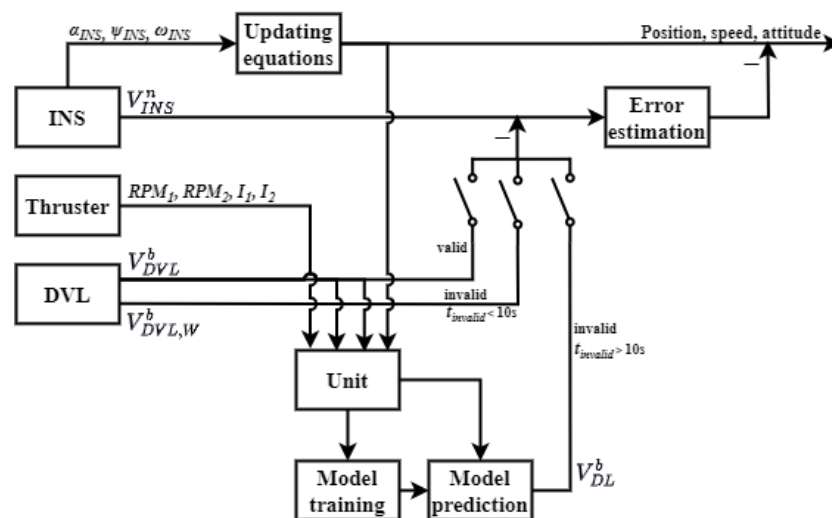 α_INS, ψ_INS, ω_INS
Updating
equations
Position, speed, attitude
INS
V^n_INS
Error
estimation
Thruster
RPM_1, RPM_2, I_1, I_2
DVL
V^b_DVL
V^b_DVL,W
valid
invalid
t_invalid < 10s
invalid
t_invalid > 10s
Unit
Model
training
Model
prediction
V^b_DL